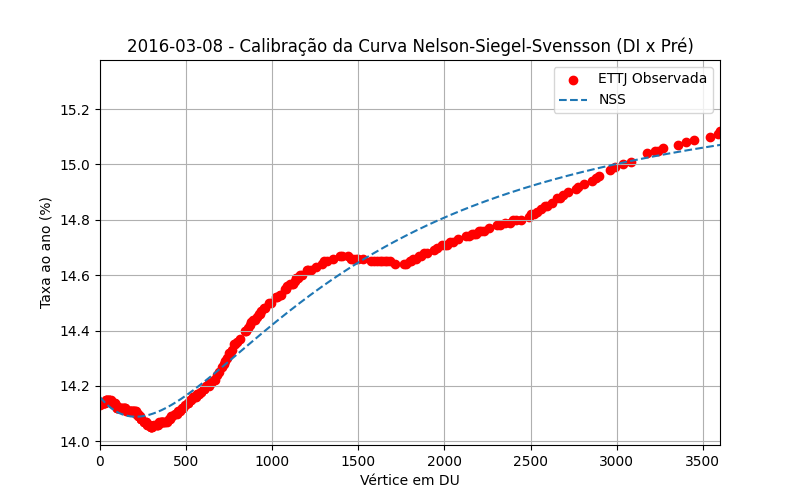 2016-03-08 - Calibração da Curva Nelson-Siegel-Svensson (DI x Pré)
ETTJ Observada
NSS
Taxa ao ano (%)
15.2
15.0
14.8
14.6
14.4
14.2
14.0
0 500 1000 1500 2000 2500 3000 3500
Vértice em DU